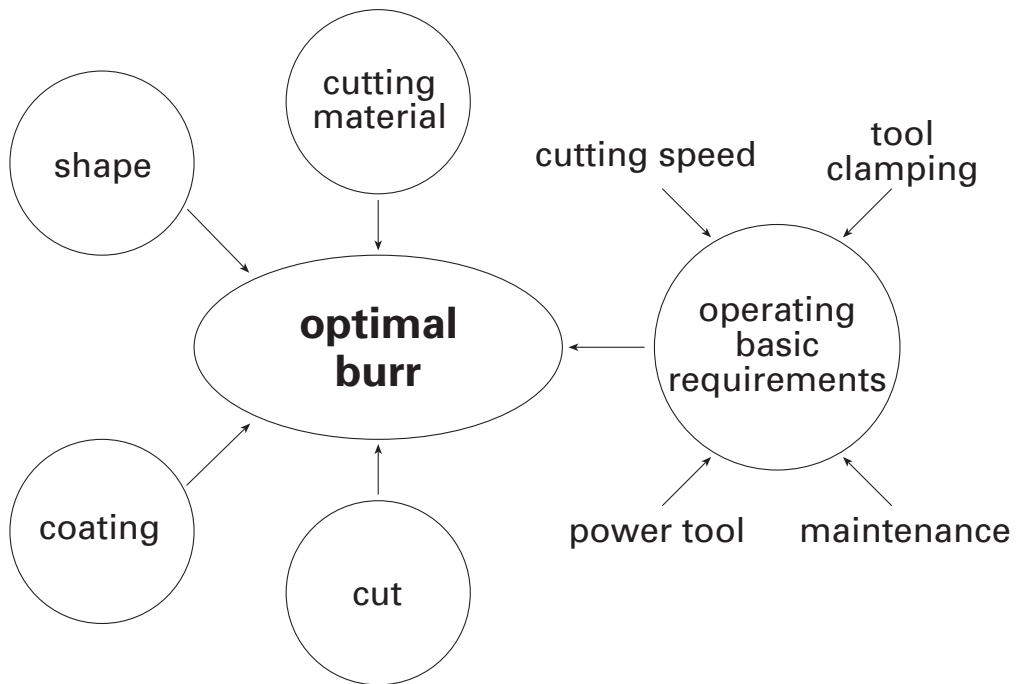 cutting
material
shape
tool
clamping
cutting speed
optimal
burr
operating
basic
requirements
coating
cut
power tool
maintenance